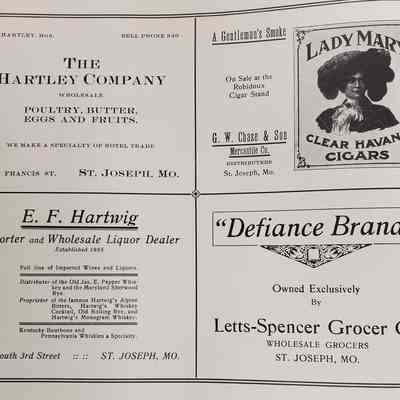 HARTLEY, MGR. BELL PHONE 940
THE
HARTLEY COMPANY
WHOLESALE
POULTRY, BUTTER,
EGGS AND FRUITS.
WE MAKE A SPECIALTY OF HOTEL TRADE
FRANCIS ST. ST. JOSEPH, MO.
A Gentleman's Smoke
On Sale at the
Robidoux
Cigar Stand
G. W. Chase & Son
Mercantile Co.
DISTRIBUTERS
St. Joseph, Mo.
LADY MARY
CLEAR HAVANA
CIGARS
E. F. Hartwig
porter and Wholesale Liquor Dealer
Established 1885
Full line of Imported Wines and Liquors.
Distributer of the Old Jas. E. Pepper Whis-
key and the Maryland Sherwood
Rye.
Proprietor of the famous Hartwig's Alpine
Bitters, Hartwig's Whiskey
Cocktail, Old Rolling Rye, and
Hartwig's Monogram Whiskey.
Kentucky Bourbons and
Pennsylvania Whiskies a Specialty.
South 3rd Street :: :: ST. JOSEPH, MO.
"Defiance Brand
Owned Exclusively
By
Letts-Spencer Grocer C
WHOLESALE GROCERS
ST. JOSEPH, MO.